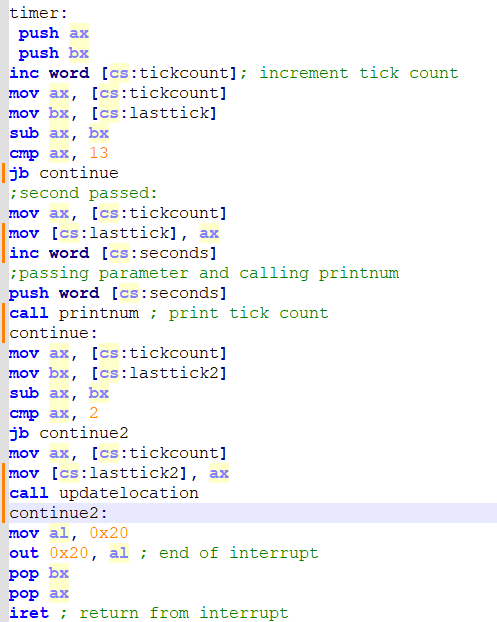 timer:
push ax
push bx
inc word [cs:tickcount]; increment tick count
mov ax, [cs:tickcount]
mov bx, [cs:lasttick]
sub ax, bx
cmp ax, 13
jb continue
;second passed:
mov ax, [cs:tickcount]
mov [cs:lasttick], ax
inc word [cs:seconds]
;passing parameter and calling printnum
push word [cs:seconds]
call printnum ; print tick count
continue:
mov ax, [cs:tickcount]
mov bx, [cs:lasttick2]
sub ax, bx
cmp ax, 2
jb continue2
mov ax, [cs:tickcount]
mov [cs:lasttick2], ax
call updatelocation
continue2:
mov al, 0x20
out 0x20, al ; end of interrupt
pop bx
pop ax
iret ; return from interrupt